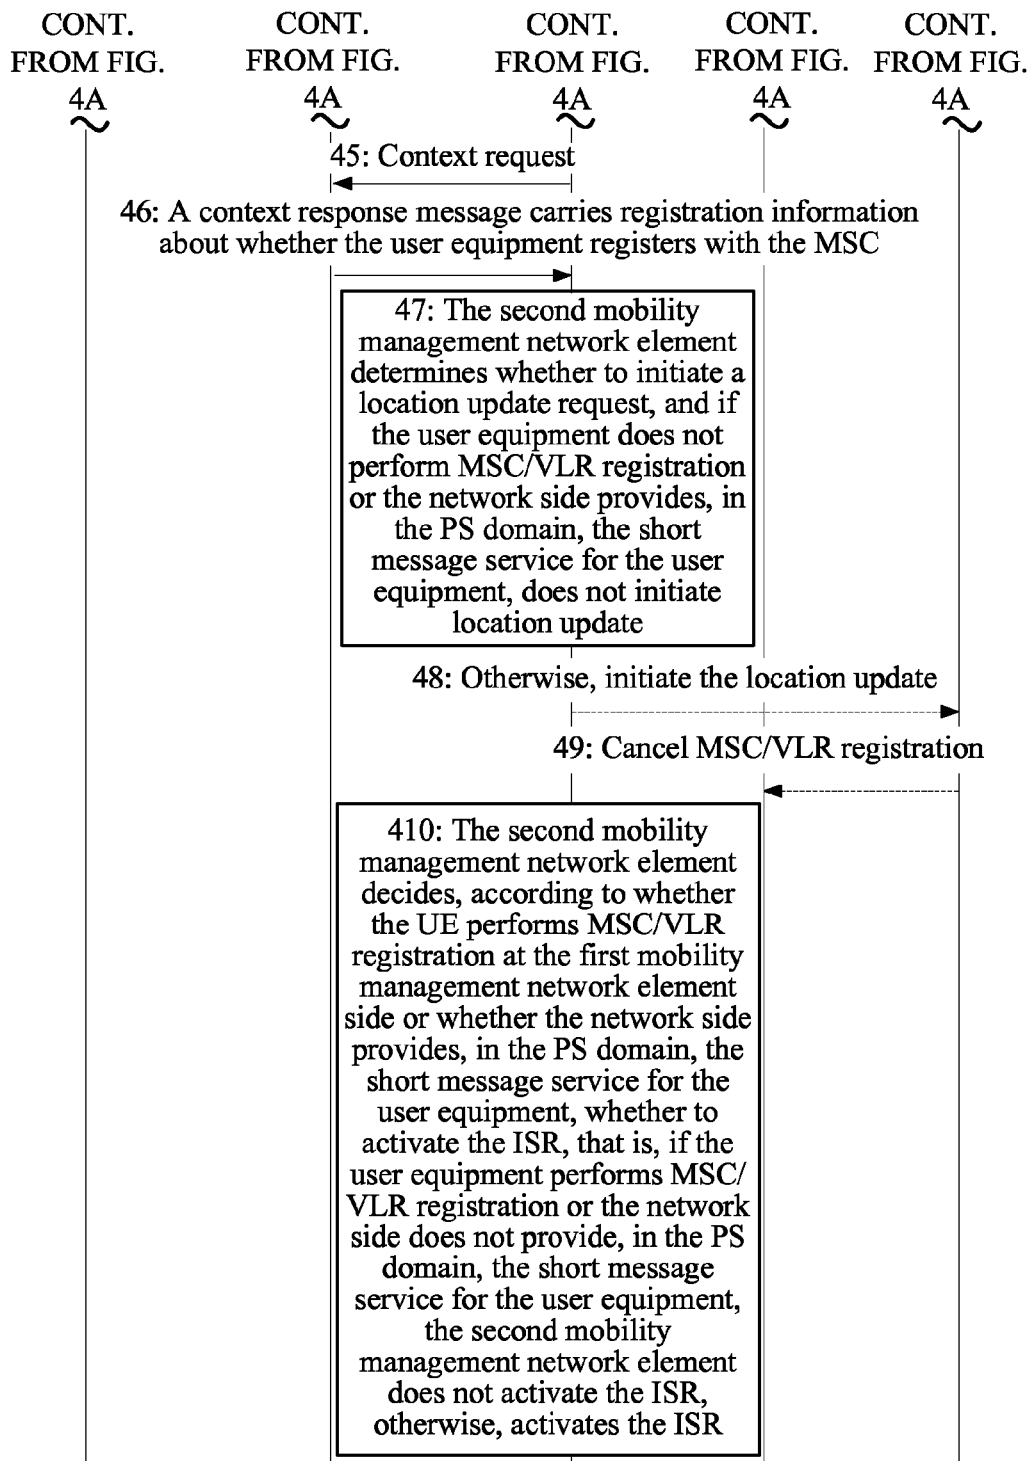 CONT. CONT. CONT. CONT. CONT.
FROM FIG. FROM FIG. FROM FIG. FROM FIG. FROM FIG.
4A 4A 4A 4A 4A
45: Context request
46: A context response message carries registration information
about whether the user equipment registers with the MSC
47: The second mobility
management network element
determines whether to initiate a
location update request, and if
the user equipment does not
perform MSC/VLR registration
or the network side provides, in
the PS domain, the short
message service for the user
equipment, does not initiate
location update
48: Otherwise, initiate the location update
49: Cancel MSC/VLR registration
410: The second mobility
management network element
decides, according to whether
the UE performs MSC/VLR
registration at the first mobility
management network element
side or whether the network side
provides, in the PS domain, the
short message service for the
user equipment, whether to
activate the ISR, that is, if the
user equipment performs MSC/
VLR registration or the network
side does not provide, in the PS
domain, the short message
service for the user equipment,
the second mobility
management network element
does not activate the ISR,
otherwise, activates the ISR